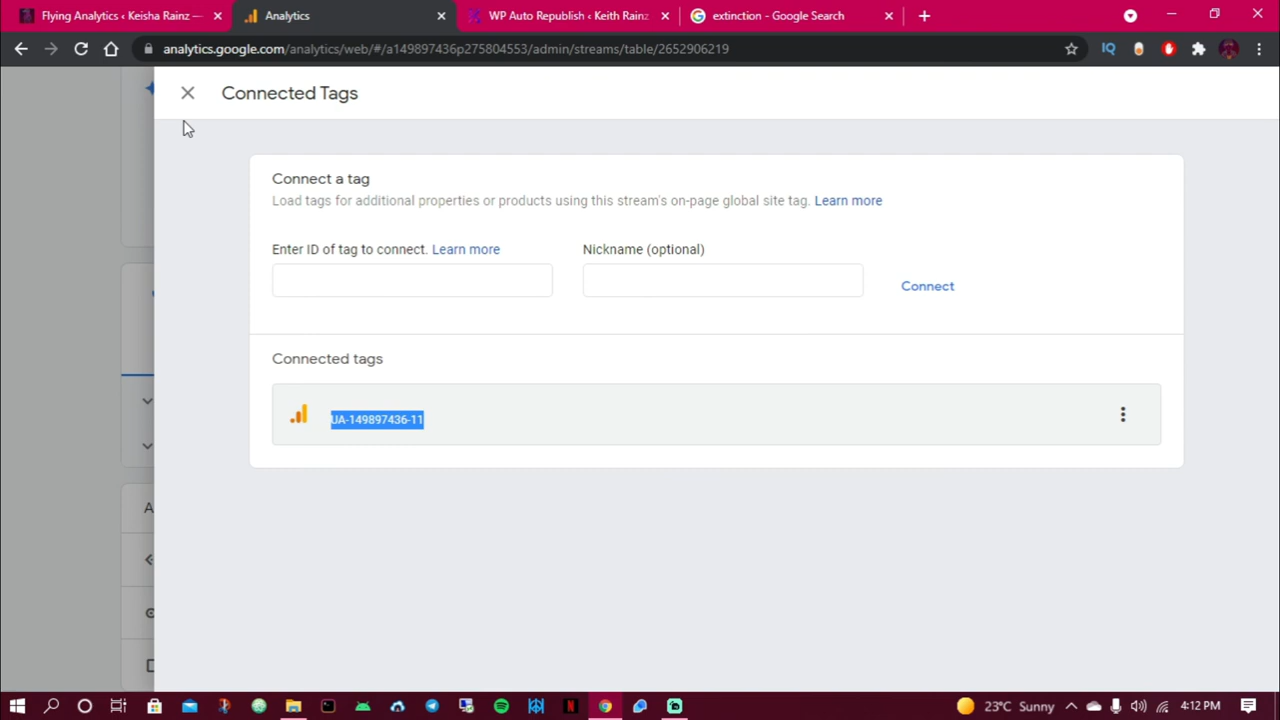 Flying Analytics ‹ Keisha Rainz —
Analytics
WP Auto Republish ‹ Keith Rainz
extinction - Google Search
analytics.google.com/analytics/web/#/a149897436p275804553/admin/streams/table/2652906219
IQ
Connected Tags
Connect a tag
Load tags for additional properties or products using this stream's on-page global site tag. Learn more
Enter ID of tag to connect. Learn more
Nickname (optional)
Connect
Connected tags
UA-149897436-11
A
23°C Sunny
4:12 PM